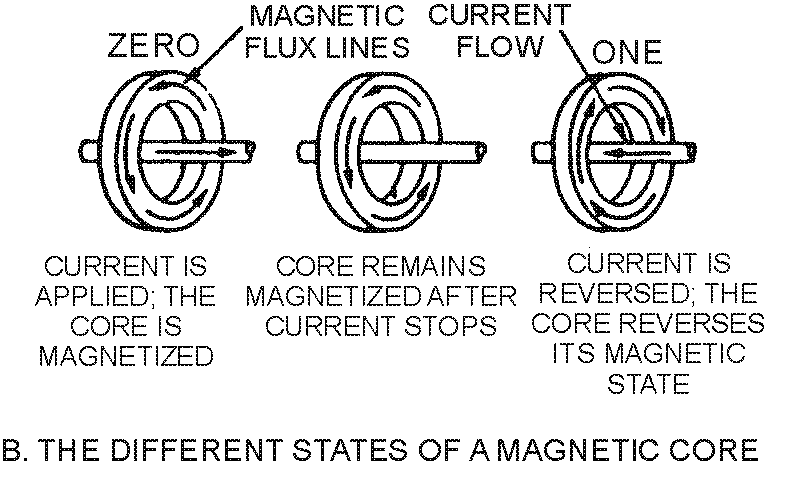 ZERO
MAGNETIC
FLUX LINES
CURRENT
FLOW
ONE
CURRENT IS
APPLIED; THE
CORE IS
MAGNETIZED
CORE REMAINS
MAGNETIZED AFTER
CURRENT STOPS
CURRENT IS
REVERSED; THE
CORE REVERSES
ITS MAGNETIC
STATE
B. THE DIFFERENT STATES OF A MAGNETIC CORE